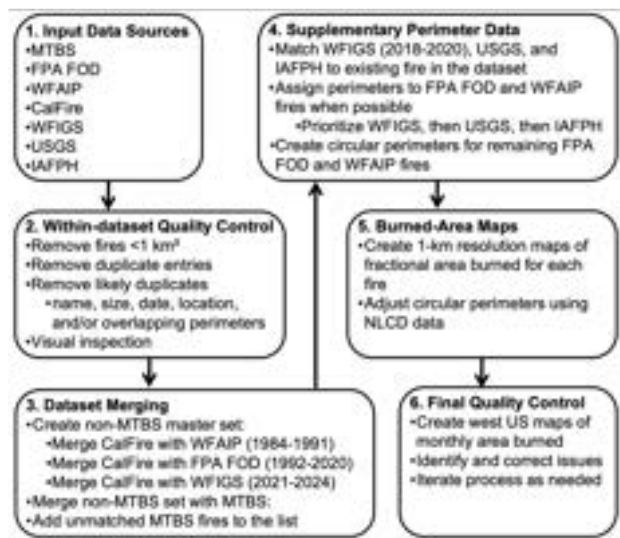 1. Input Data Sources
•MTBS
•FPA FOD
•WFAIP
•CalFire
•WFIGS
•USGS
•IAFPH
2. Within-dataset Quality Control
•Remove fires <1 km²
•Remove duplicate entries
•Remove likely duplicates
•name, size, date, location,
and/or overlapping perimeters
•Visual inspection
3. Dataset Merging
•Create non-MTBS master set:
•Merge CalFire with WFAIP (1984-1991)
•Merge CalFire with FPA FOD (1992-2020)
•Merge CalFire with WFIGS (2021-2024)
•Merge non-MTBS set with MTBS:
•Add unmatched MTBS fires to the list
4. Supplementary Perimeter Data
•Match WFIGS (2018-2020), USGS, and
IAFPH to existing fire in the dataset
•Assign perimeters to FPA FOD and WFAIP
fires when possible
•Prioritize WFIGS, then USGS, then IAFPH
•Create circular perimeters for remaining FPA
FOD and WFAIP fires
5. Burned-Area Maps
•Create 1-km resolution maps of
fractional area burned for each
fire
•Adjust circular perimeters using
NLCD data
6. Final Quality Control
•Create west US maps of
monthly area burned
•Identify and correct issues
•Iterate process as needed